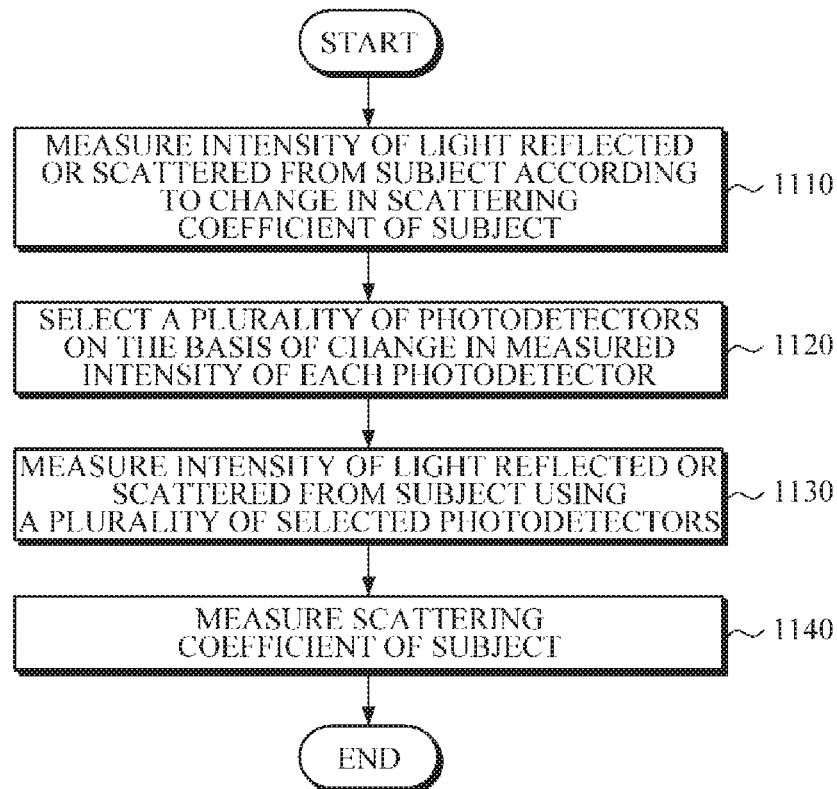 START
MEASURE INTENSITY OF LIGHT REFLECTED
OR SCATTERED FROM SUBJECT ACCORDING
TO CHANGE IN SCATTERING
COEFFICIENT OF SUBJECT
1110
SELECT A PLURALITY OF PHOTODETECTORS
ON THE BASIS OF CHANGE IN MEASURED
INTENSITY OF EACH PHOTODETECTOR
1120
MEASURE INTENSITY OF LIGHT REFLECTED OR
SCATTERED FROM SUBJECT USING
A PLURALITY OF SELECTED PHOTODETECTORS
1130
MEASURE SCATTERING
COEFFICIENT OF SUBJECT
1140
END